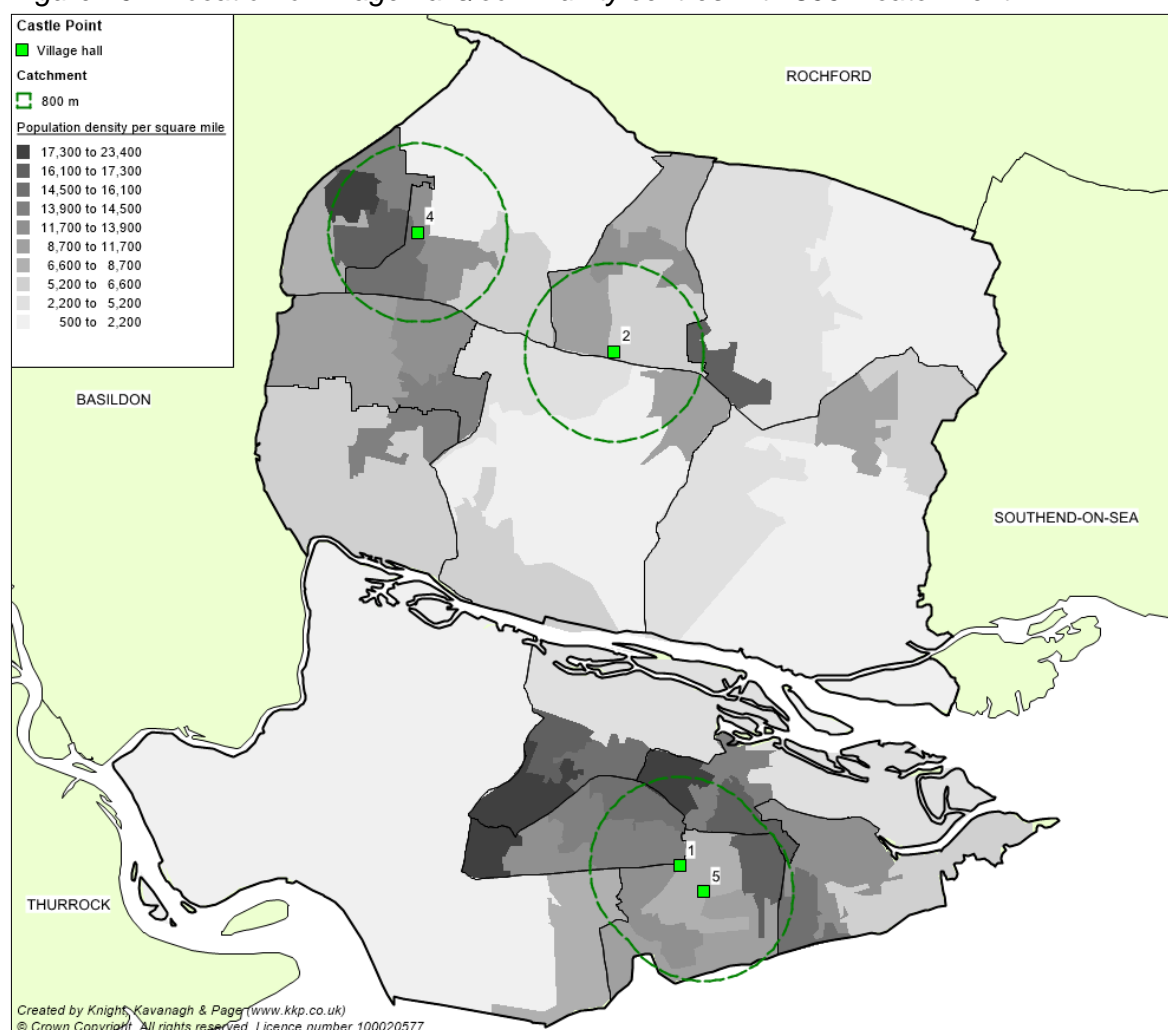 Castle Point
Village hall
Catchment
800 m
Population density per square mile
17,300 to 23,400
16,100 to 17,300
14,500 to 16,100
13,900 to 14,500
11,700 to 13,900
8,700 to 11,700
6,600 to 8,700
5,200 to 6,600
2,200 to 5,200
500 to 2,200
ROCHFORD
4
2
BASILDON
SOUTHEND-ON-SEA
1
5
THURROCK
Created by Knight, Kavanagh & Page (www.kkp.co.uk)
© Crown Copyright. All rights reserved. Licence number 100020577